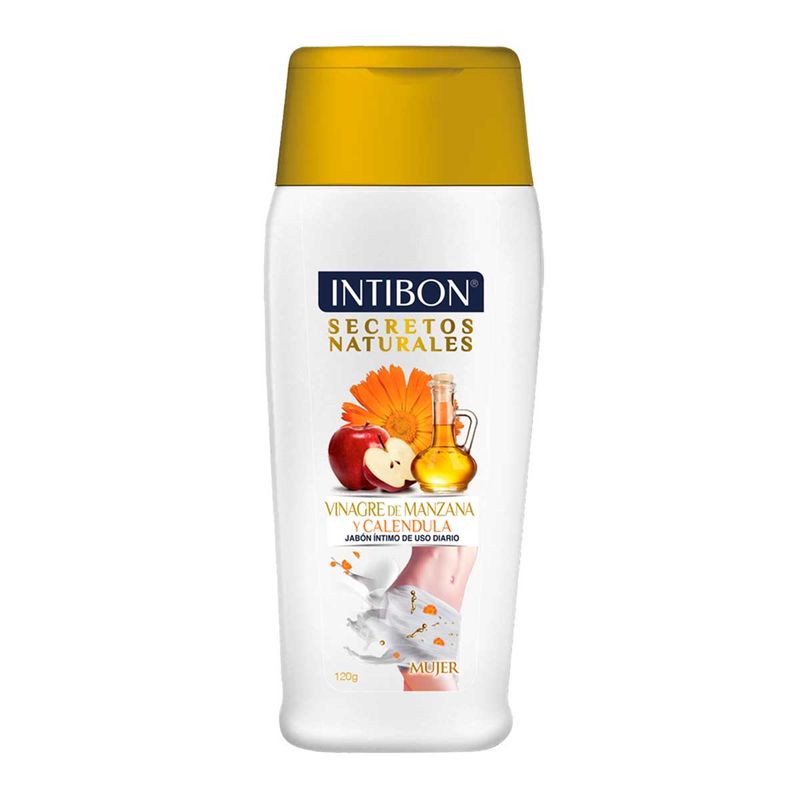 INTIBON®
SECRETOS
NATURALES
VINAGRE DE MANZANA
Y CALENDULA
JABÓN ÍNTIMO DE USO DIARIO
MUJER
120g